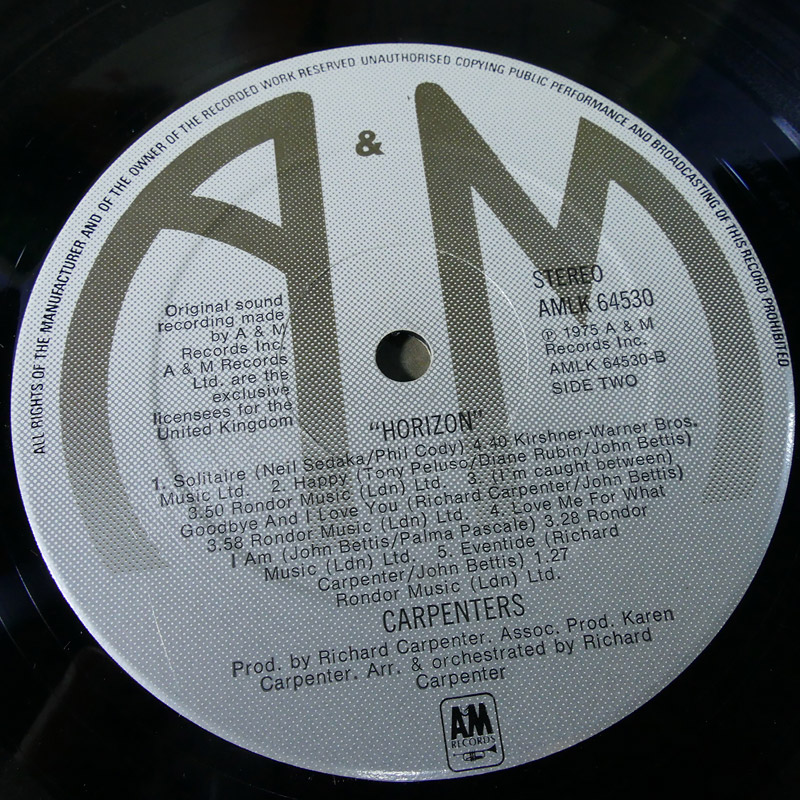 ALL RIGHTS OF THE MANUFACTURER AND OF THE OWNER OF THE RECORDED WORK RESERVED UNAUTHORISED COPYING PUBLIC PERFORMANCE AND BROADCASTING OF THIS RECORD PROHIBITED
A & M
Original sound
recording made
by A & M
Records Inc.
A & M Records
Ltd. are the
exclusive
licensees for the
United Kingdom
STEREO
AMLK 64530
Ⓟ 1975 A & M
Records Inc.
AMLK 64530-B
SIDE TWO
"HORIZON"
1. Solitaire (Neil Sedaka/Phil Cody) 4.40 Kirshner-Warner Bros.
Music Ltd. 2. Happy (Tony Peluso/Diane Rubin/John Bettis)
3.50 Rondor Music (Ldn) Ltd. 3. (I'm caught between)
Goodbye And I Love You (Richard Carpenter/John Bettis)
3.58 Rondor Music (Ldn) Ltd. 4. Love Me For What
I Am (John Bettis/Palma Pascale) 3.28 Rondor
Music (Ldn) Ltd. 5. Eventide (Richard
Carpenter/John Bettis) 1.27
Rondor Music (Ldn) Ltd.
CARPENTERS
Prod. by Richard Carpenter. Assoc. Prod. Karen
Carpenter. Arr. & orchestrated by Richard
Carpenter
AM
RECORDS